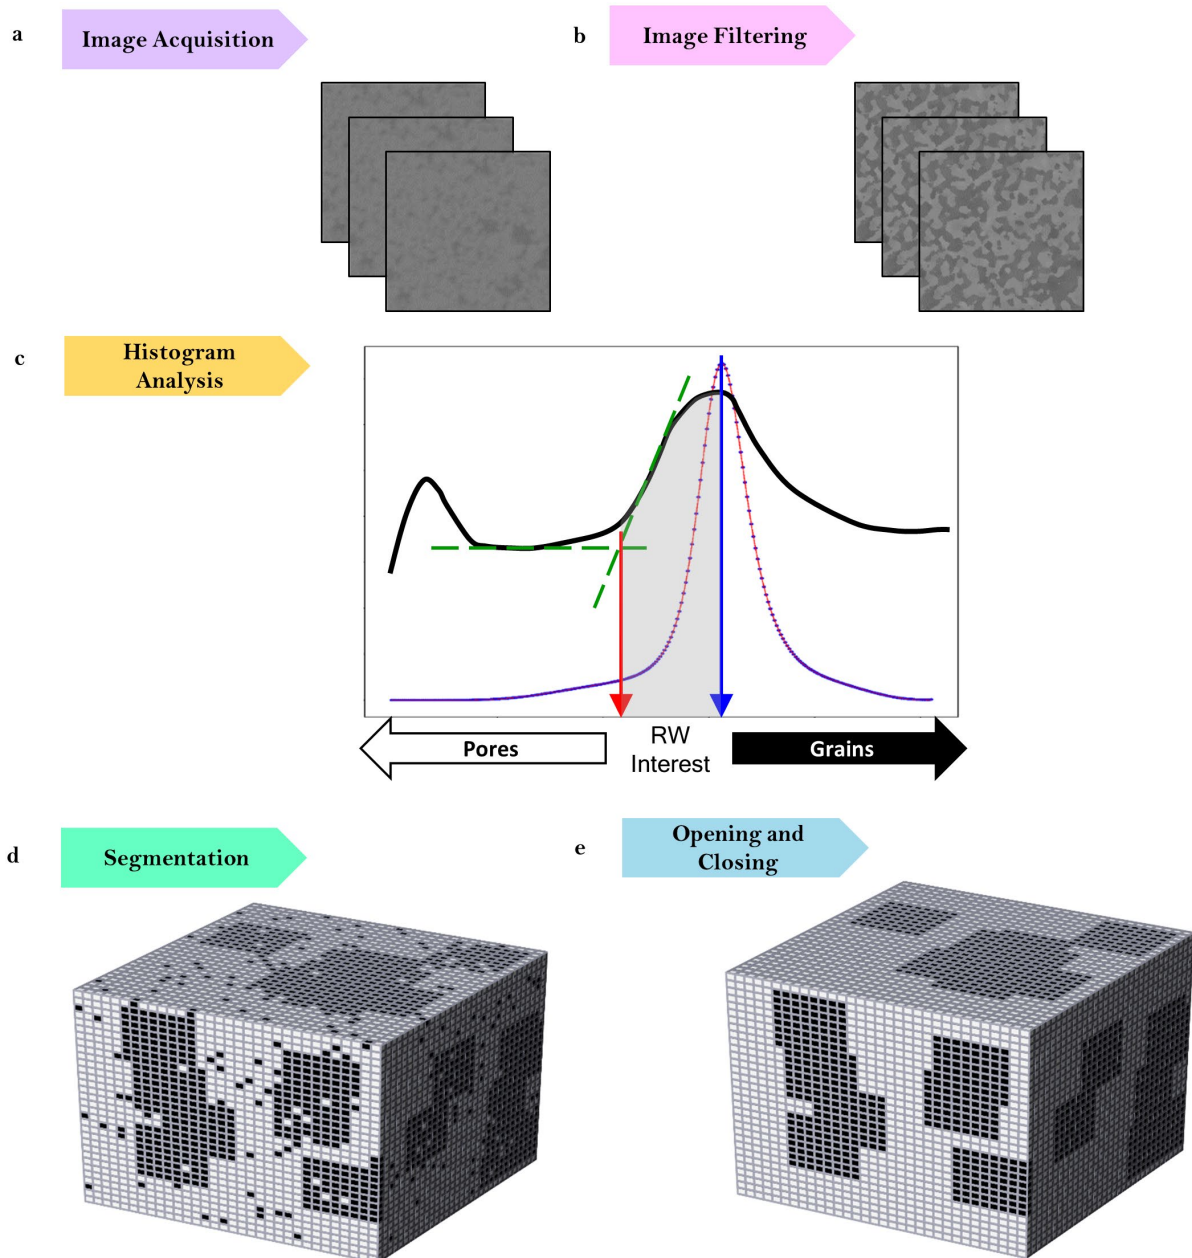 a
Image Acquisition
b
Image Filtering
c
Histogram
Analysis
Pores
RW
Interest
Grains
d
Segmentation
e
Opening and
Closing